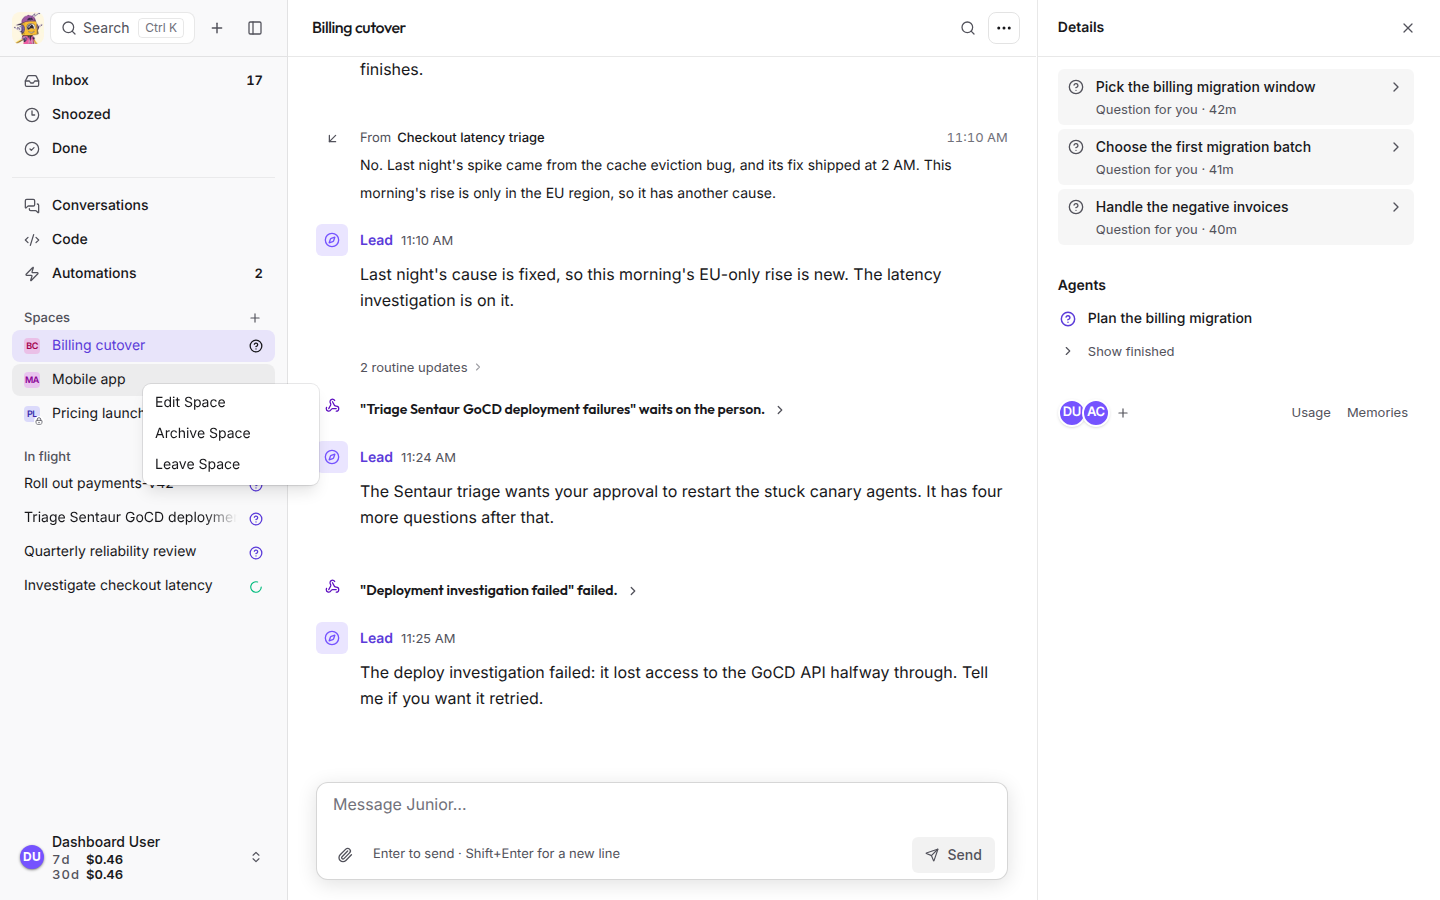 Search Ctrl K
Inbox 17
Snoozed
Done
Conversations
Code
Automations 2
Spaces
BC Billing cutover
MA Mobile app
PL Pricing launch
Edit Space
Archive Space
Leave Space
In flight
Roll out payments-v42
Triage Sentaur GoCD deployme
Quarterly reliability review
Investigate checkout latency
DU Dashboard User
7d $0.46
30d $0.46
Billing cutover
finishes.
From Checkout latency triage 11:10 AM
No. Last night's spike came from the cache eviction bug, and its fix shipped at 2 AM. This
morning's rise is only in the EU region, so it has another cause.
Lead 11:10 AM
Last night's cause is fixed, so this morning's EU-only rise is new. The latency
investigation is on it.
2 routine updates
"Triage Sentaur GoCD deployment failures" waits on the person.
Lead 11:24 AM
The Sentaur triage wants your approval to restart the stuck canary agents. It has four
more questions after that.
"Deployment investigation failed" failed.
Lead 11:25 AM
The deploy investigation failed: it lost access to the GoCD API halfway through. Tell
me if you want it retried.
Message Junior...
Enter to send · Shift+Enter for a new line
Send
Details
Pick the billing migration window
Question for you · 42m
Choose the first migration batch
Question for you · 41m
Handle the negative invoices
Question for you · 40m
Agents
Plan the billing migration
Show finished
DU AC Usage Memories